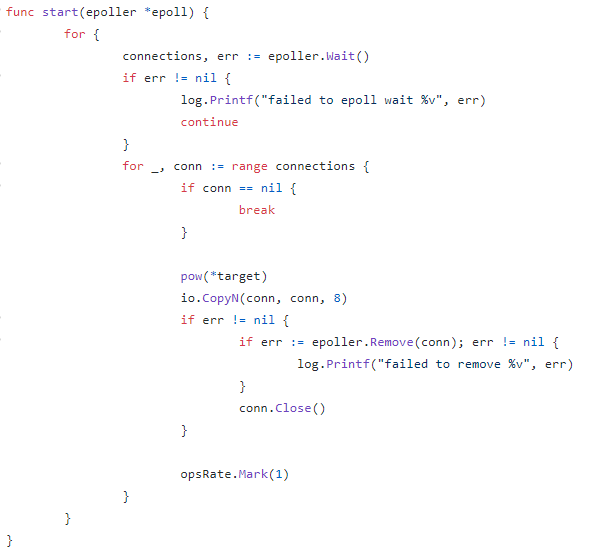 func start(epoller *epoll) {
for {
connections, err := epoller.Wait()
if err != nil {
log.Printf("failed to epoll wait %v", err)
continue
}
for _, conn := range connections {
if conn == nil {
break
}
pow(*target)
io.CopyN(conn, conn, 8)
if err != nil {
if err := epoller.Remove(conn); err != nil {
log.Printf("failed to remove %v", err)
}
conn.Close()
}
opsRate.Mark(1)
}
}
}